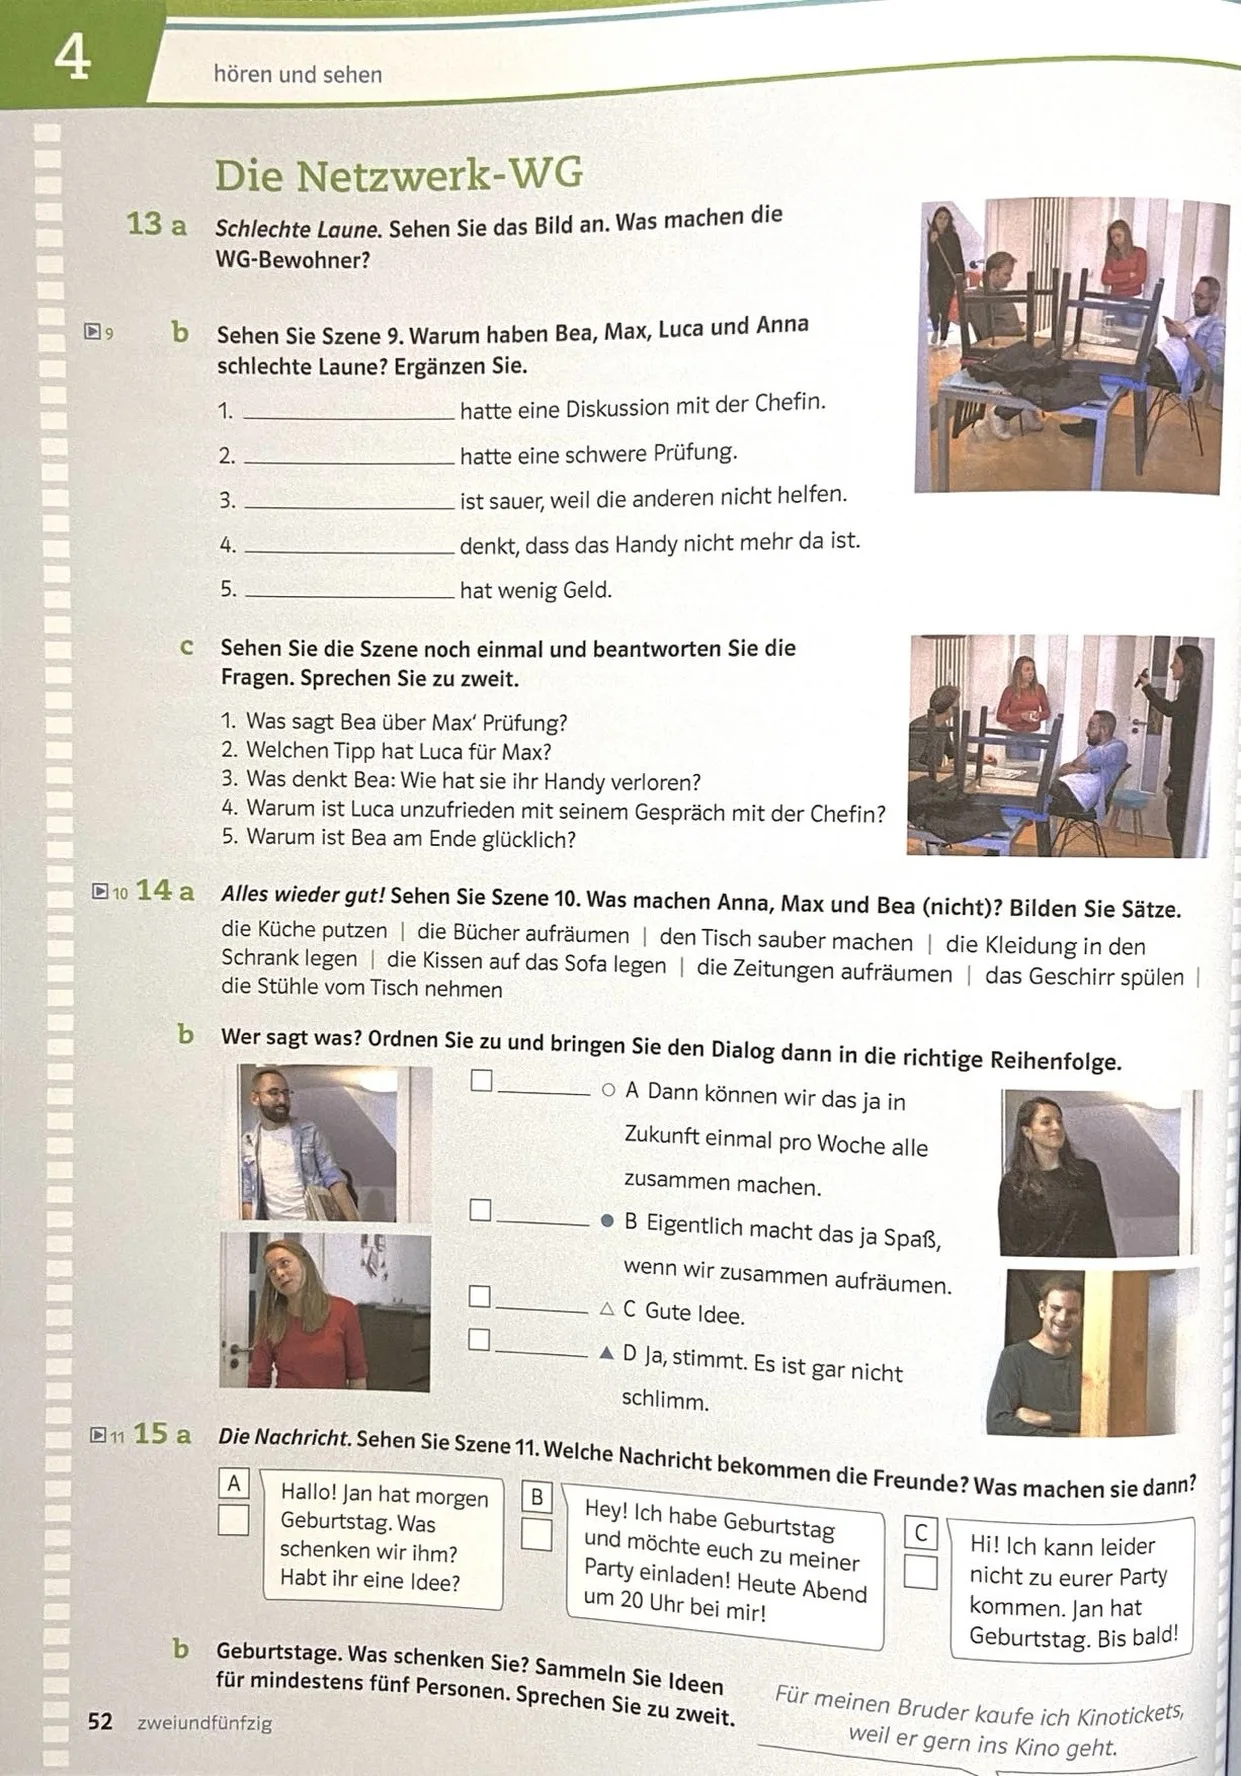 4
hören und sehen
Die Netzwerk-WG
13 a Schlechte Laune. Sehen Sie das Bild an. Was machen die
WG-Bewohner?
9 b Sehen Sie Szene 9. Warum haben Bea, Max, Luca und Anna
schlechte Laune? Ergänzen Sie.
1. ____________ hatte eine Diskussion mit der Chefin.
2. ____________ hatte eine schwere Prüfung.
3. ____________ ist sauer, weil die anderen nicht helfen.
4. ____________ denkt, dass das Handy nicht mehr da ist.
5. ____________ hat wenig Geld.
c Sehen Sie die Szene noch einmal und beantworten Sie die
Fragen. Sprechen Sie zu zweit.
1. Was sagt Bea über Max' Prüfung?
2. Welchen Tipp hat Luca für Max?
3. Was denkt Bea: Wie hat sie ihr Handy verloren?
4. Warum ist Luca unzufrieden mit seinem Gespräch mit der Chefin?
5. Warum ist Bea am Ende glücklich?
10 14 a Alles wieder gut! Sehen Sie Szene 10. Was machen Anna, Max und Bea (nicht)? Bilden Sie Sätze.
die Küche putzen | die Bücher aufräumen | den Tisch sauber machen | die Kleidung in den
Schrank legen | die Kissen auf das Sofa legen | die Zeitungen aufräumen | das Geschirr spülen |
die Stühle vom Tisch nehmen
b Wer sagt was? Ordnen Sie zu und bringen Sie den Dialog dann in die richtige Reihenfolge.
☐ ______ ○ A Dann können wir das ja in
Zukunft einmal pro Woche alle
zusammen machen.
☐ ______ ● B Eigentlich macht das ja Spaß,
wenn wir zusammen aufräumen.
☐ ______ △ C Gute Idee.
☐ ______ ▲ D Ja, stimmt. Es ist gar nicht
schlimm.
11 15 a Die Nachricht. Sehen Sie Szene 11. Welche Nachricht bekommen die Freunde? Was machen sie dann?
A
Hallo! Jan hat morgen
Geburtstag. Was
schenken wir ihm?
Habt ihr eine Idee?
B
Hey! Ich habe Geburtstag
und möchte euch zu meiner
Party einladen! Heute Abend
um 20 Uhr bei mir!
C
Hi! Ich kann leider
nicht zu eurer Party
kommen. Jan hat
Geburtstag. Bis bald!
b Geburtstage. Was schenken Sie? Sammeln Sie Ideen
für mindestens fünf Personen. Sprechen Sie zu zweit.
Für meinen Bruder kaufe ich Kinotickets,
weil er gern ins Kino geht.
52 zweiundfünfzig